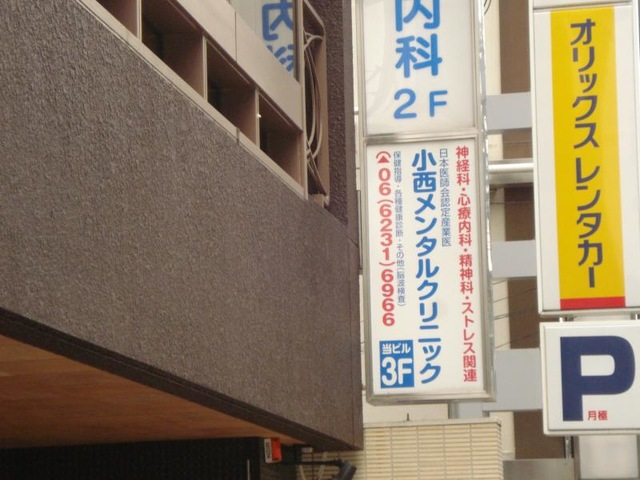 内科
2F
神経科・心療内科・精神科・ストレス関連
日本医師会認定産業医
小西メンタルクリニック
保健指導・各種健康診断・その他(脳波検査)
06(6231)6966
当ビル
3F
オリックス レンタカー
P
月極
内科